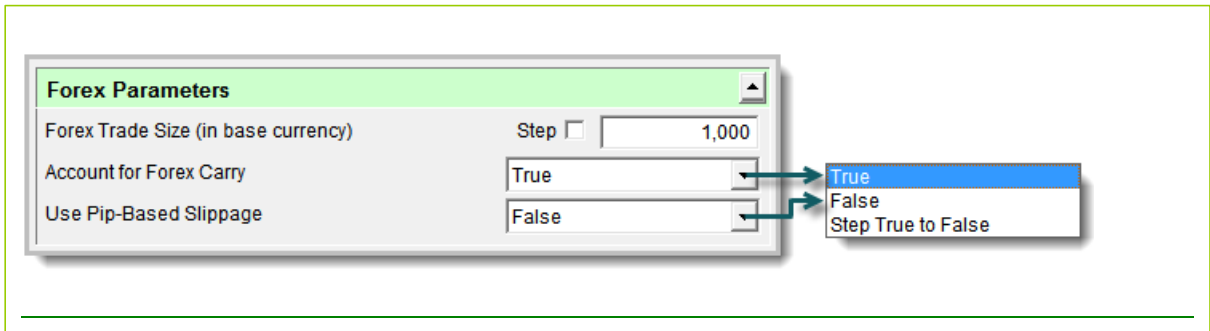 Forex Parameters
Forex Trade Size (in base currency) Step 1,000
Account for Forex Carry True
Use Pip-Based Slippage False
True
False
Step True to False